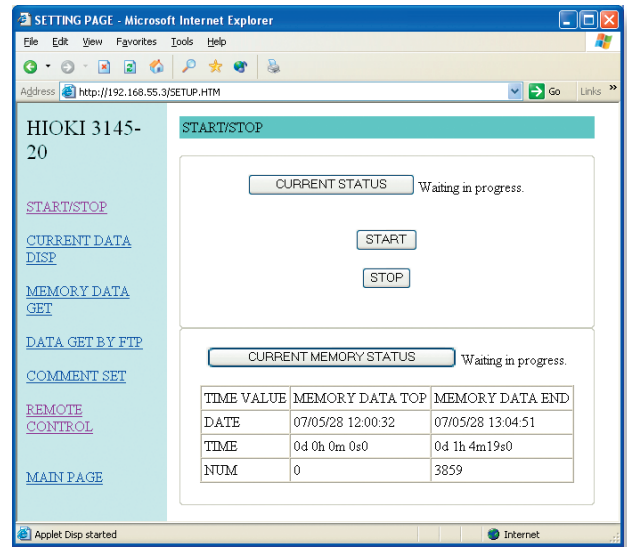 SETTING PAGE - Microsoft Internet Explorer
File Edit View Favorites Tools Help
Address http://192.168.55.3/SETUP.HTM Go Links »
HIOKI 3145-
20
START/STOP
CURRENT DATA
DISP
MEMORY DATA
GET
DATA GET BY FTP
COMMENT SET
REMOTE
CONTROL
MAIN PAGE
START/STOP
CURRENT STATUS Waiting in progress.
START
STOP
CURRENT MEMORY STATUS Waiting in progress.
TIME VALUE MEMORY DATA TOP MEMORY DATA END
DATE 07/05/28 12:00:32 07/05/28 13:04:51
TIME 0d 0h 0m 0s0 0d 1h 4m19s0
NUM 0 3859
Applet Disp started Internet